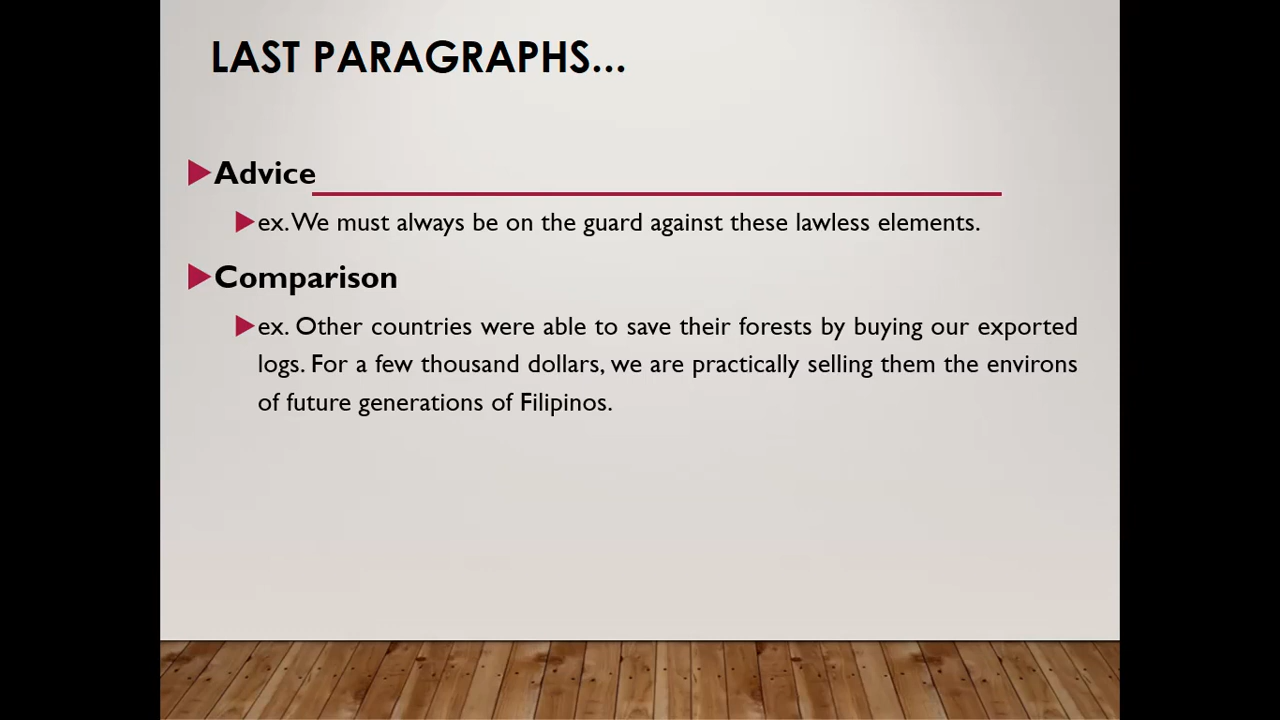 LAST PARAGRAPHS...
Advice
ex. We must always be on the guard against these lawless elements.
Comparison
ex. Other countries were able to save their forests by buying our exported
logs. For a few thousand dollars, we are practically selling them the environs
of future generations of Filipinos.